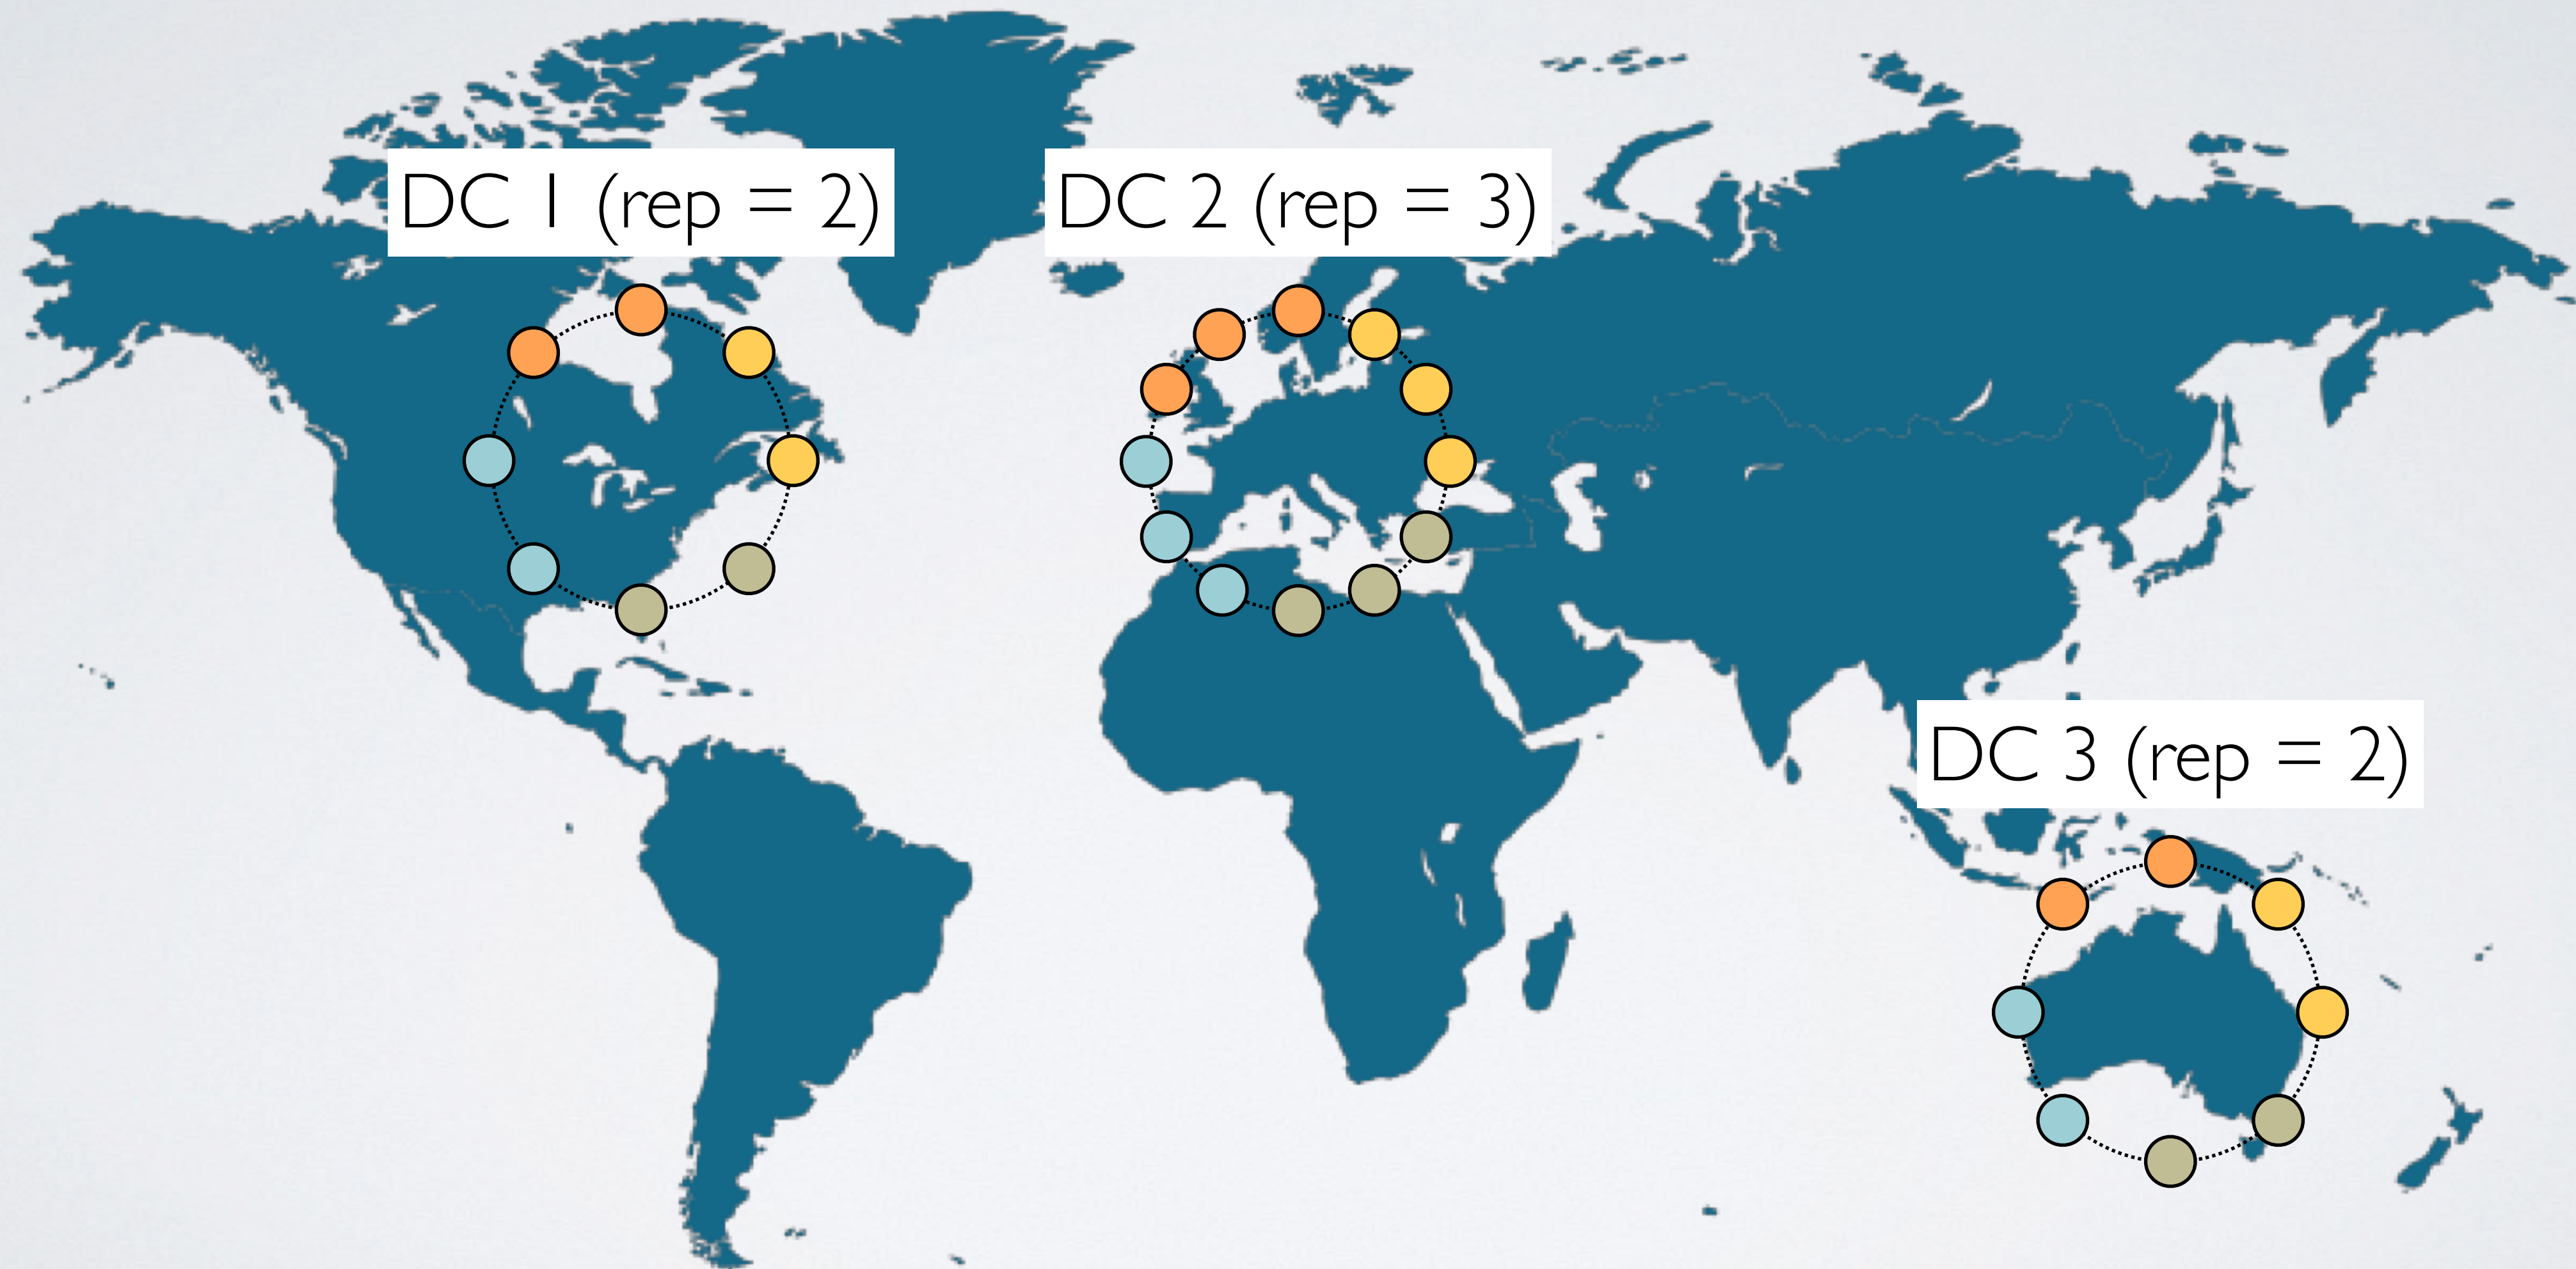 DC 1 (rep = 2)
DC 2 (rep = 3)
DC 3 (rep = 2)